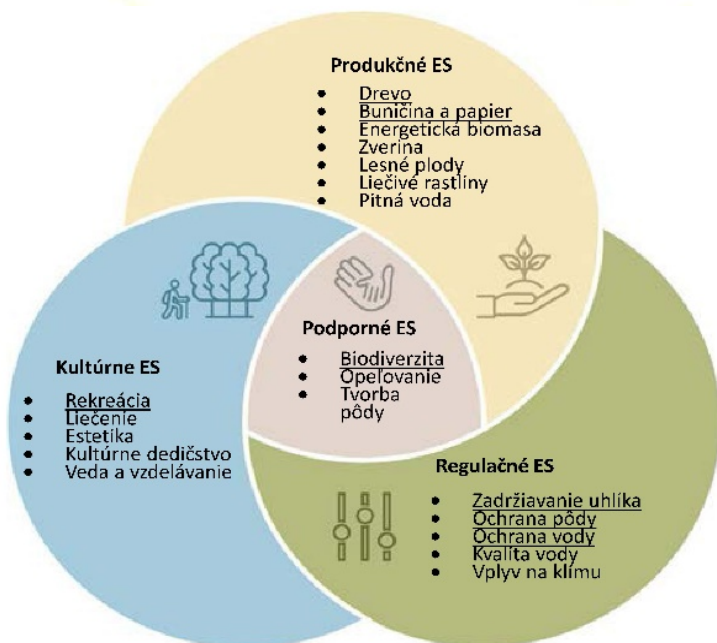 Produkčné ES
• Drevo
• Buničina a papier
• Energetická biomasa
• Zverina
• Lesné plody
• Liečivé rastliny
• Pitná voda
Podporné ES
• Biodiverzita
• Opeľovanie
• Tvorba
pôdy
Kultúrne ES
• Rekreácia
• Liečenie
• Estetika
• Kultúrne dedičstvo
• Veda a vzdelávanie
Regulačné ES
• Zadržiavanie uhlíka
• Ochrana pôdy
• Ochrana vody
• Kvalita vody
• Vplyv na klímu